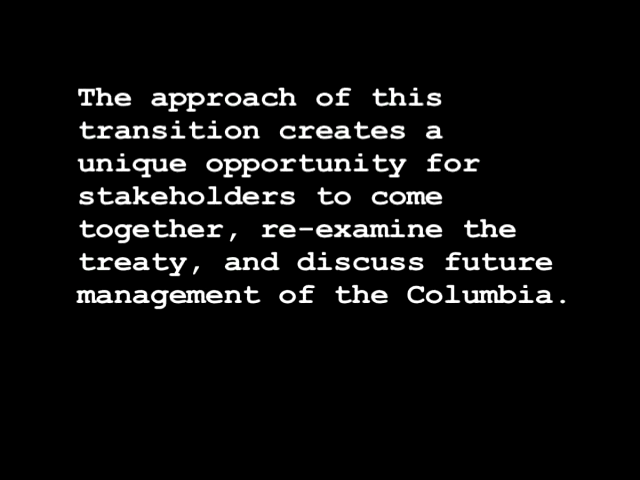 The approach of this
transition creates a
unique opportunity for
stakeholders to come
together, re-examine the
treaty, and discuss future
management of the Columbia.